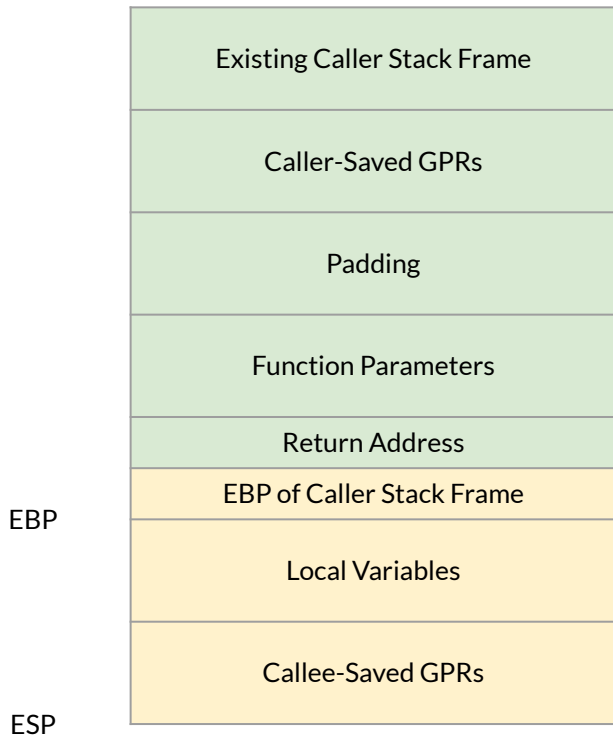 Existing Caller Stack Frame
Caller-Saved GPRs
Padding
Function Parameters
Return Address
EBP of Caller Stack Frame
EBP
Local Variables
Callee-Saved GPRs
ESP